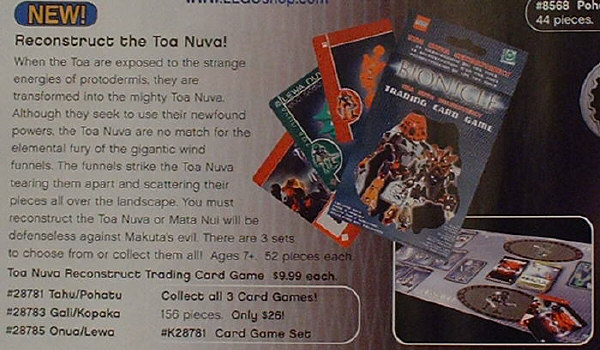 www.LEGOshop.com
#8568 Poh
44 pieces.
NEW!
Reconstruct the Toa Nuva!
When the Toa are exposed to the strange
energies of protodermis, they are
transformed into the mighty Toa Nuva.
Although they seek to use their newfound
powers, the Toa Nuva are no match for the
elemental fury of the gigantic wind
funnels. The funnels strike the Toa Nuva
tearing them apart and scattering their
pieces all over the landscape. You must
reconstruct the Toa Nuva or Mata Nui will be
defenseless against Makuta's evil. There are 3 sets
to choose from or collect them all! Ages 7+. 52 pieces each.
Toa Nuva Reconstruct Trading Card Game $9.99 each.
#28781 Tahu/Pohatu
#28783 Gali/Kopaka
#28785 Onua/Lewa
Collect all 3 Card Games!
156 pieces. Only $26!
#K28781 Card Game Set
LEWA NU
LEGO
BIONICLE
TRADING CARD GAME